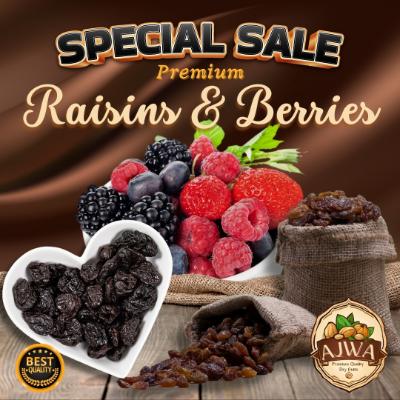 SPECIAL SALE
Premium
Raisins & Berries
BEST
QUALITY
AJWA
Premium Quality
Dry Fruits